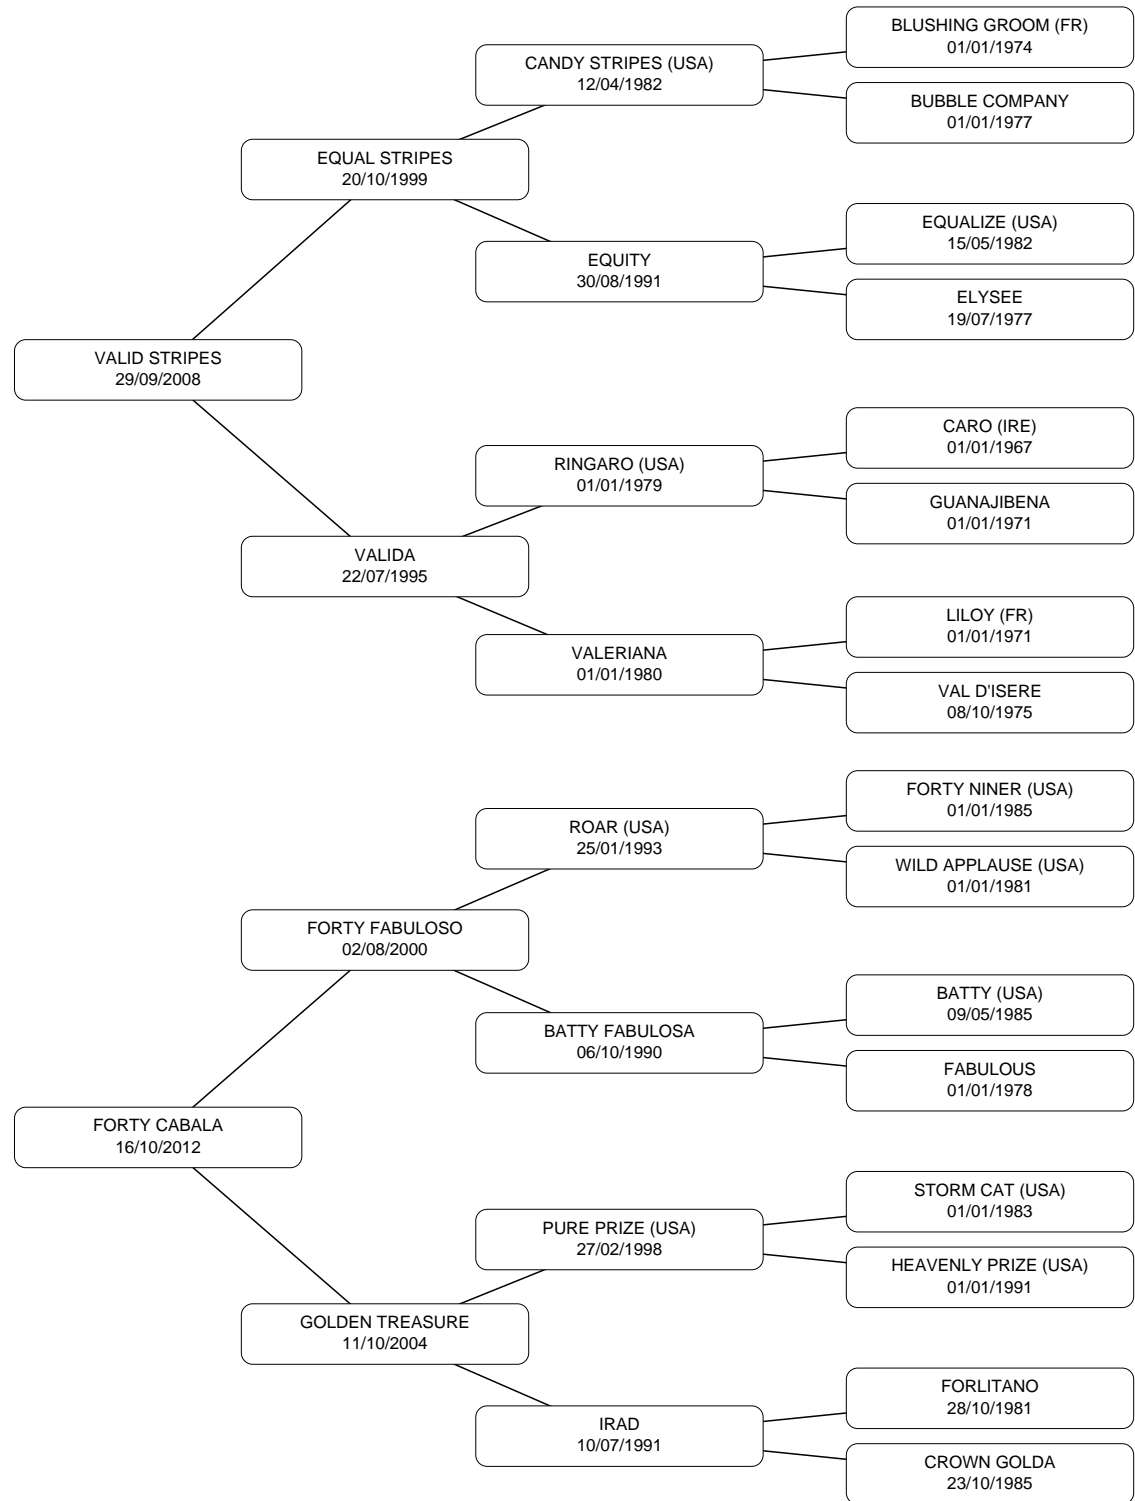 BLUSHING GROOM (FR)
01/01/1974
CANDY STRIPES (USA)
12/04/1982
BUBBLE COMPANY
01/01/1977
EQUAL STRIPES
20/10/1999
EQUALIZE (USA)
15/05/1982
EQUITY
30/08/1991
ELYSEE
19/07/1977
VALID STRIPES
29/09/2008
CARO (IRE)
01/01/1967
RINGARO (USA)
01/01/1979
GUANAJIBENA
01/01/1971
VALIDA
22/07/1995
LILOY (FR)
01/01/1971
VALERIANA
01/01/1980
VAL D'ISERE
08/10/1975
FORTY NINER (USA)
01/01/1985
ROAR (USA)
25/01/1993
WILD APPLAUSE (USA)
01/01/1981
FORTY FABULOSO
02/08/2000
BATTY (USA)
09/05/1985
BATTY FABULOSA
06/10/1990
FABULOUS
01/01/1978
FORTY CABALA
16/10/2012
STORM CAT (USA)
01/01/1983
PURE PRIZE (USA)
27/02/1998
HEAVENLY PRIZE (USA)
01/01/1991
GOLDEN TREASURE
11/10/2004
FORLITANO
28/10/1981
IRAD
10/07/1991
CROWN GOLDA
23/10/1985